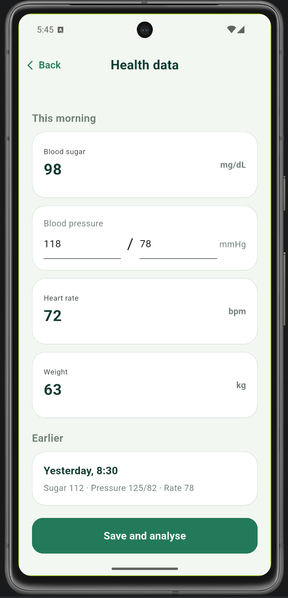 5:45
Back
Health data
This morning
Blood sugar
98 mg/dL
Blood pressure
118 / 78 mmHg
Heart rate
72 bpm
Weight
63 kg
Earlier
Yesterday, 8:30
Sugar 112 · Pressure 125/82 · Rate 78
Save and analyse